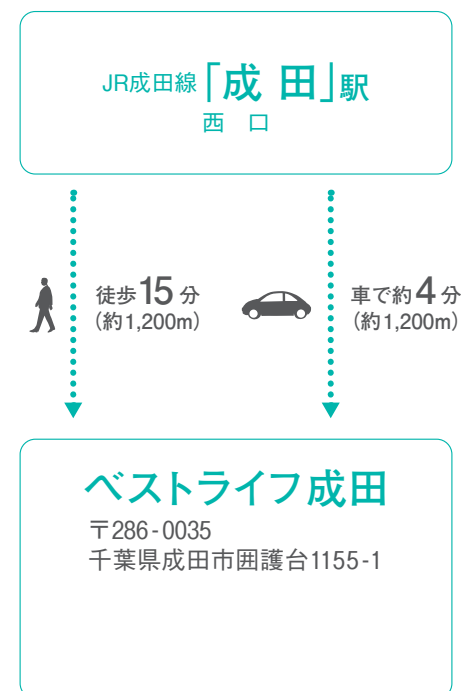 JR成田線「成 田」駅
西 口
徒歩15分
(約1,200m)
車で約4分
(約1,200m)
ベストライフ成田
〒286-0035
千葉県成田市囲護台1155-1